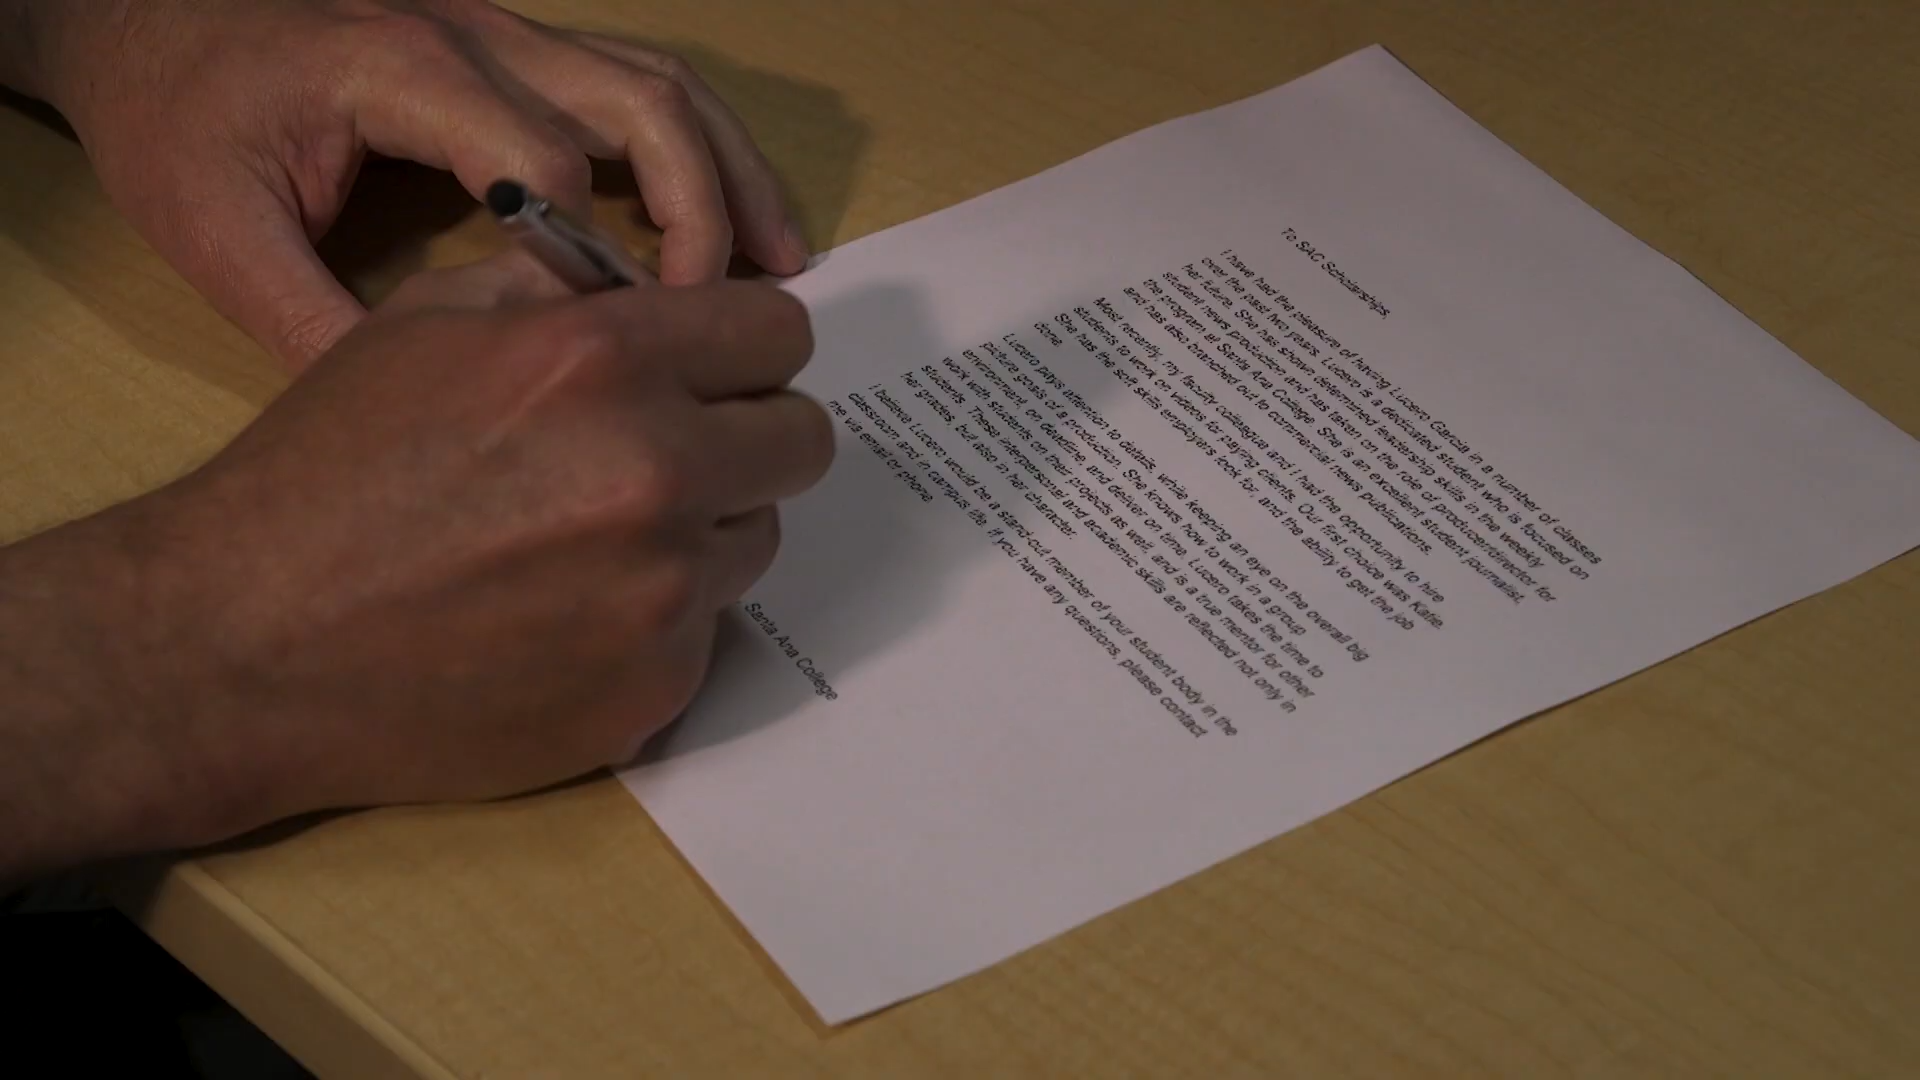 To SAC Scholarships,
I have had the pleasure of having Lucero Garcia in a number of classes
over the past two years. Lucero is a dedicated student who is focused on
her future. She has shown determined leadership skills in the weekly
student news production and has taken on the role of producer/director for
the program at Santa Ana College. She is an excellent student journalist,
and has also branched out to commercial news publications.
Most recently, my faculty colleague and I had the opportunity to hire
students to work on videos for paying clients. Our first choice was Katie.
She has the soft skills employers look for, and the ability to get the job
done.
Lucero pays attention to details, while keeping an eye on the overall big
picture goals of a production. She knows how to work in a group
environment, on deadline, and deliver on time. Lucero takes the time to
work with students on their projects as well, and is a true mentor for other
students. These interpersonal and academic skills are reflected not only in
her grades, but also in her character.
I believe Lucero would be a stand-out member of your student body in the
classroom and in campus life. If you have any questions, please contact
me via email or phone.
Santa Ana College